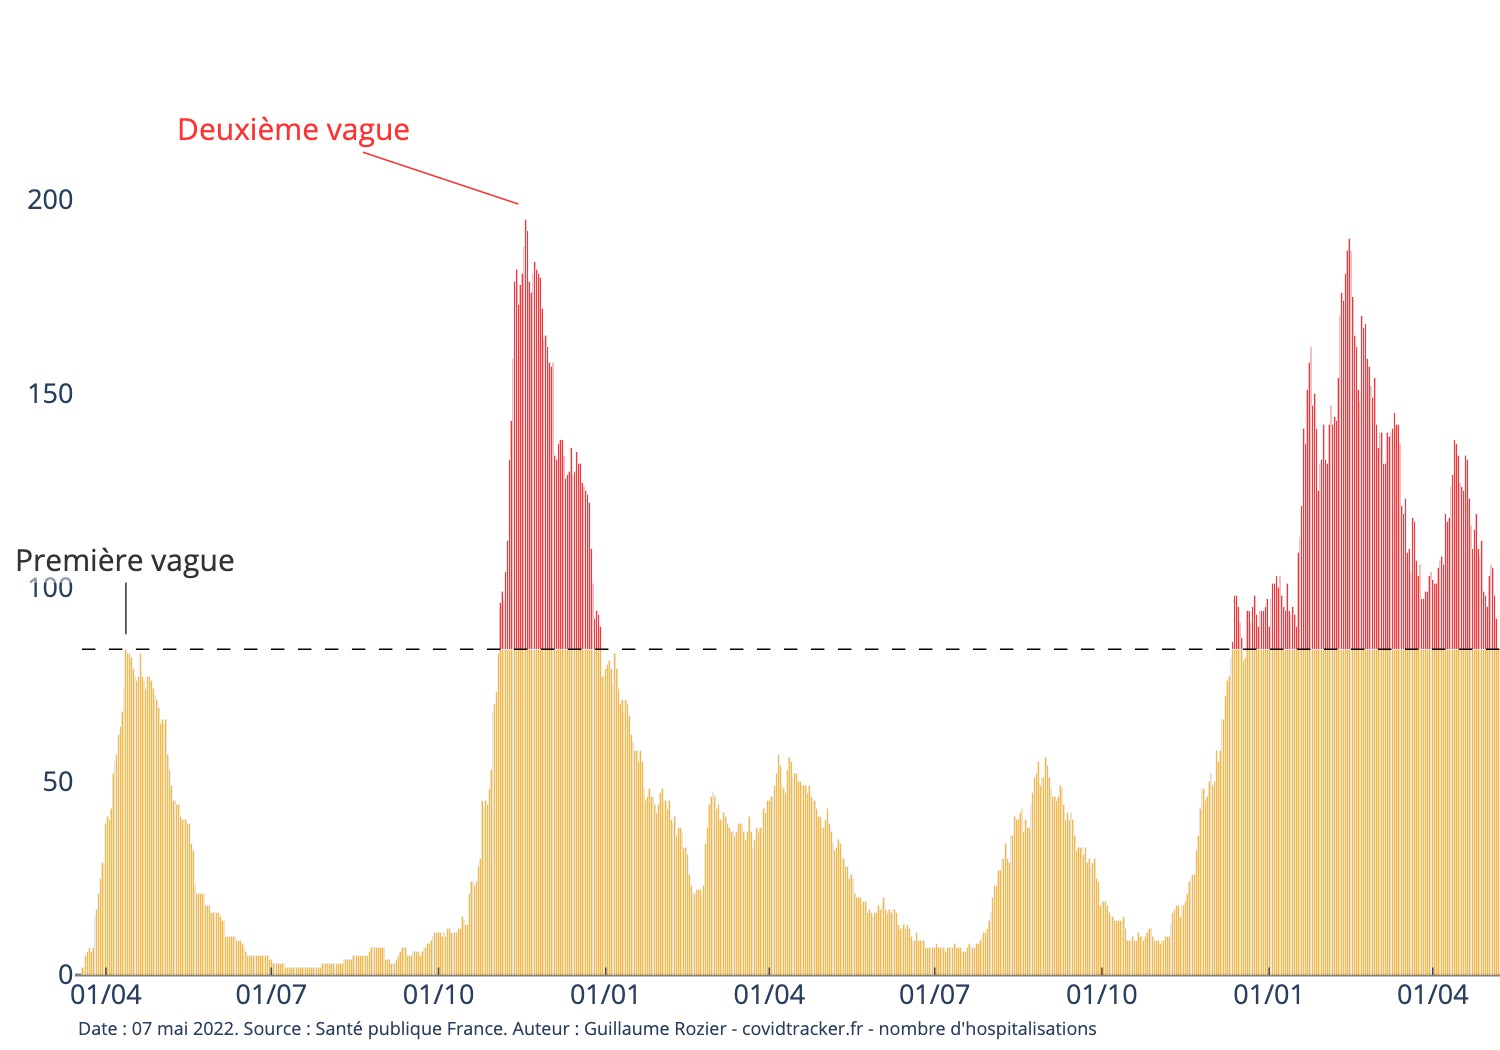 Deuxième vague
200
150
Première vague
100
50
0
01/04 01/07 01/10 01/01 01/04 01/07 01/10 01/01 01/04
Date : 07 mai 2022. Source : Santé publique France. Auteur : Guillaume Rozier - covidtracker.fr - nombre d'hospitalisations